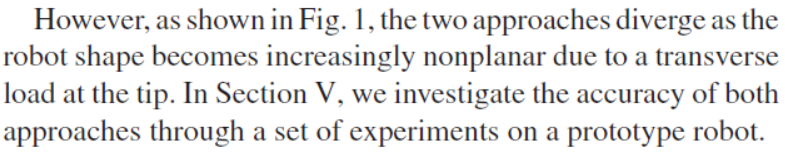 However, as shown in Fig. 1, the two approaches diverge as the
robot shape becomes increasingly nonplanar due to a transverse
load at the tip. In Section V, we investigate the accuracy of both
approaches through a set of experiments on a prototype robot.